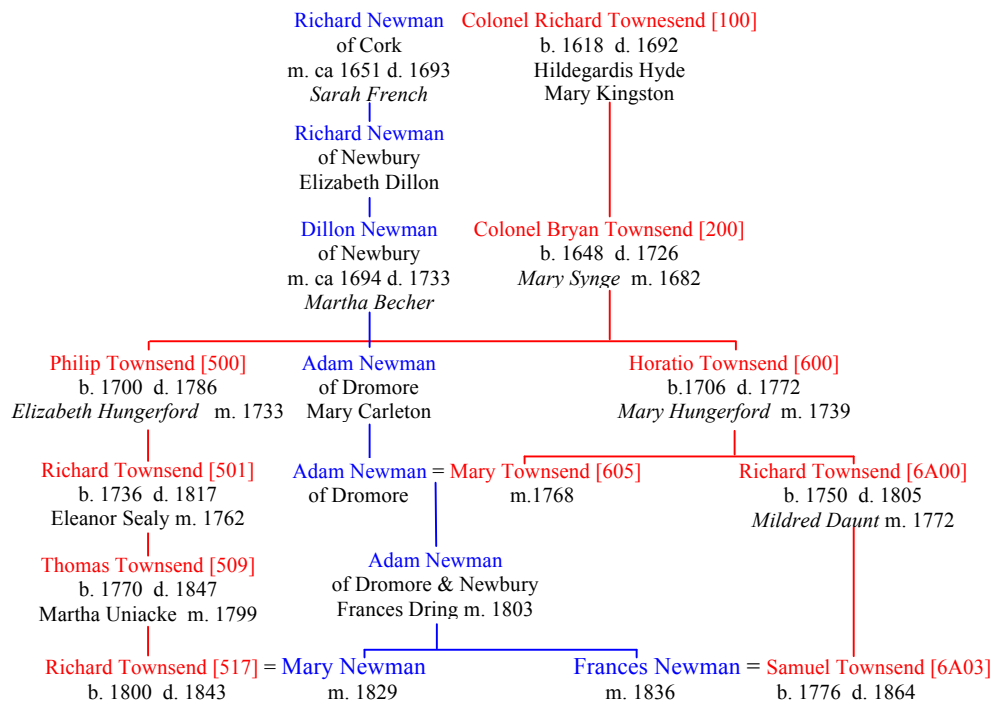 Richard Newman
of Cork
m. ca 1651 d. 1693
Sarah French
Colonel Richard Townesend [100]
b. 1618 d. 1692
Hildegardis Hyde
Mary Kingston
Richard Newman
of Newbury
Elizabeth Dillon
Dillon Newman
of Newbury
m. ca 1694 d. 1733
Martha Becher
Colonel Bryan Townsend [200]
b. 1648 d. 1726
Mary Synge m. 1682
Philip Townsend [500]
b. 1700 d. 1786
Elizabeth Hungerford m. 1733
Adam Newman
of Dromore
Mary Carleton
Horatio Townsend [600]
b.1706 d. 1772
Mary Hungerford m. 1739
Richard Townsend [501]
b. 1736 d. 1817
Eleanor Sealy m. 1762
Adam Newman = Mary Townsend [605]
of Dromore m.1768
Richard Townsend [6A00]
b. 1750 d. 1805
Mildred Daunt m. 1772
Thomas Townsend [509]
b. 1770 d. 1847
Martha Uniacke m. 1799
Adam Newman
of Dromore & Newbury
Frances Dring m. 1803
Richard Townsend [517] = Mary Newman
b. 1800 d. 1843 m. 1829
Frances Newman = Samuel Townsend [6A03]
m. 1836 b. 1776 d. 1864